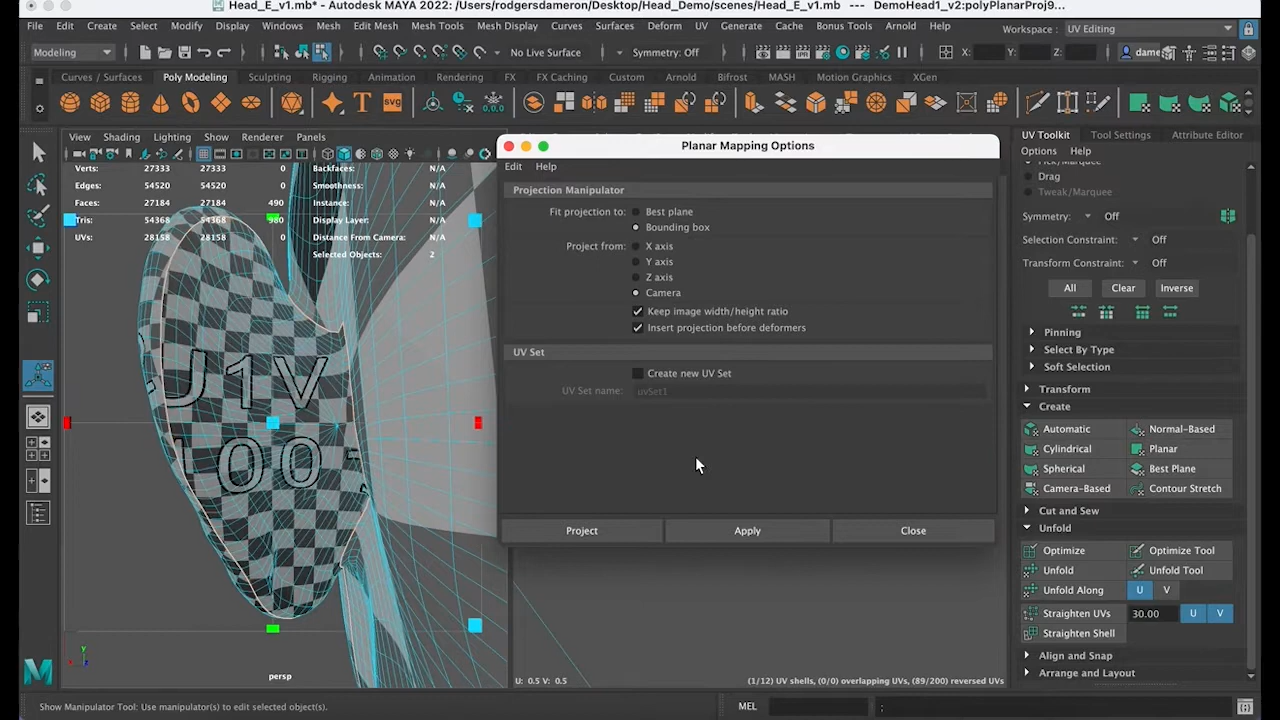 Head_E_v1.mb* - Autodesk MAYA 2022: /Users/rodgersdameron/Desktop/Head_Demo/scenes/Head_E_v1.mb --- DemoHead1_v2:polyPlanarProj9...
File Edit Create Select Modify Display Windows Mesh Edit Mesh Mesh Tools Mesh Display Curves Surfaces Deform UV Generate Cache Bonus Tools Arnold Help Workspace : UV Editing
Modeling No Live Surface Symmetry: Off X: Y: Z: dame
Curves / Surfaces Poly Modeling Sculpting Rigging Animation Rendering FX FX Caching Custom Arnold Bifrost MASH Motion Graphics XGen
T svg 0,0,0
View Shading Lighting Show Renderer Panels
Verts: 27333 27333 0
Edges: 54520 54520 0
Faces: 27184 27184 490
Tris: 54368 54368 980
UVs: 28158 28158 0
Backfaces: N/A
Smoothness: N/A
Instance: N/A
Display Layer: N/A
Distance From Camera: N/A
Selected Objects: 2
J1V
L00
y
z
persp
Planar Mapping Options
Edit Help
Projection Manipulator
Fit projection to: Best plane
Bounding box
Project from: X axis
Y axis
Z axis
Camera
Keep image width/height ratio
Insert projection before deformers
UV Set
Create new UV Set
UV Set name: uvSet1
Project Apply Close
U: 0.5 V: 0.5 (1/12) UV shells, (0/0) overlapping UVs, (89/200) reversed UVs
UV Toolkit Tool Settings Attribute Editor
Options Help
Pick/Marquee
Drag
Tweak/Marquee
Symmetry: Off
Selection Constraint: Off
Transform Constraint: Off
All Clear Inverse
Pinning
Select By Type
Soft Selection
Transform
Create
Automatic Normal-Based
Cylindrical Planar
Spherical Best Plane
Camera-Based Contour Stretch
Cut and Sew
Unfold
Optimize Optimize Tool
Unfold Unfold Tool
Unfold Along U V
Straighten UVs 30.00 U V
Straighten Shell
Align and Snap
Arrange and Layout
Show Manipulator Tool: Use manipulator(s) to edit selected object(s).
MEL :